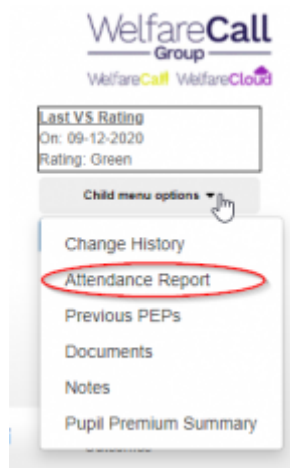 WelfareCall
Group
WelfareCall WelfareCloud
Last VS Rating
On: 09-12-2020
Rating: Green
Child menu options
Change History
Attendance Report
Previous PEPs
Documents
Notes
Pupil Premium Summary